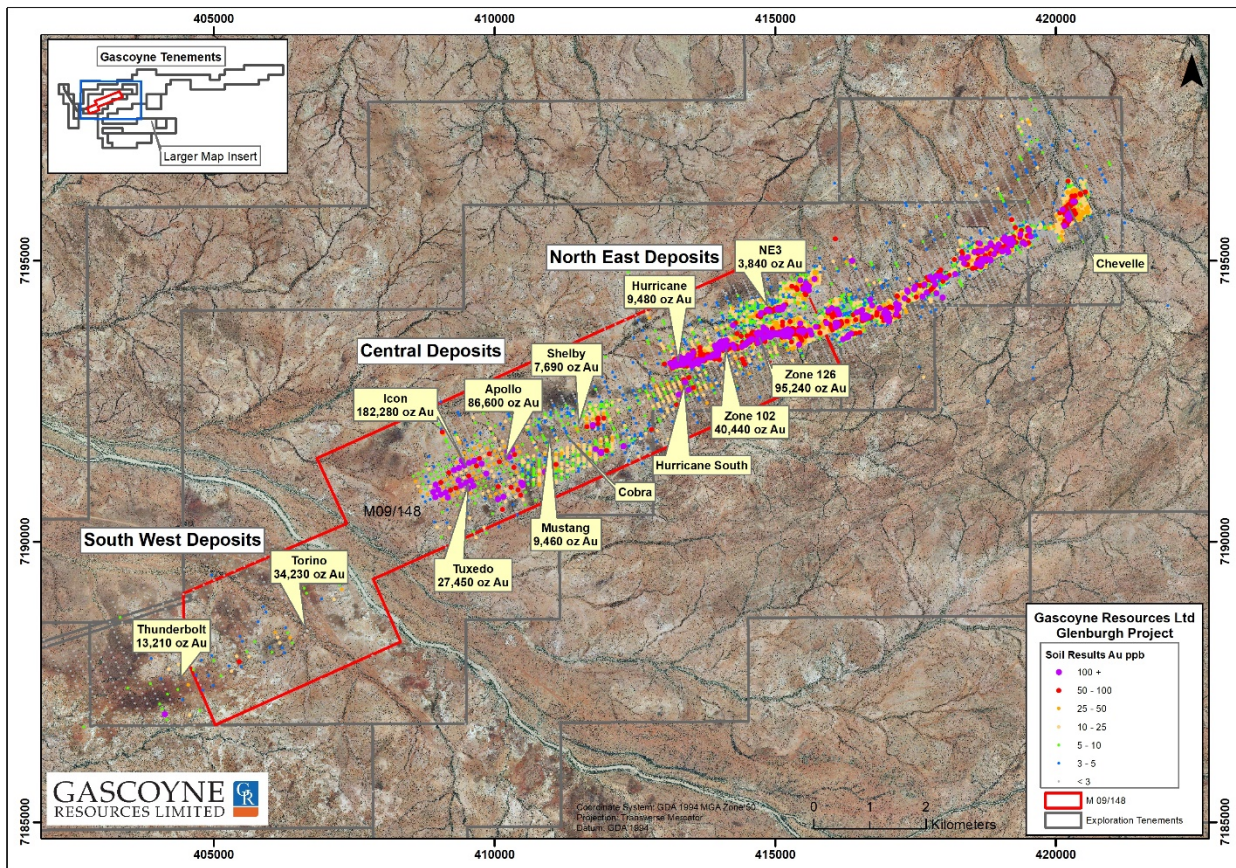 405000
410000
415000
420000
Gascoyne Tenements
Larger Map Insert
7195000
7195000
North East Deposits
NE3
3,840 oz Au
Chevelle
Hurricane
9,480 oz Au
Central Deposits
Shelby
7,690 oz Au
Apollo
86,600 oz Au
Icon
182,280 oz Au
Zone 126
95,240 oz Au
Zone 102
40,440 oz Au
Hurricane South
Cobra
M09/148
Mustang
9,460 oz Au
7190000
7190000
South West Deposits
Tuxedo
27,450 oz Au
Torino
34,230 oz Au
Thunderbolt
13,210 oz Au
Gascoyne Resources Ltd
Glenburgh Project
Soil Results Au ppb
100 +
50 - 100
25 - 50
10 - 25
5 - 10
3 - 5
< 3
M 09/148
Exploration Tenements
GASCOYNE
RESOURCES LIMITED
GR
Coordinate System: GDA 1994 MGA Zone 50
Projection: Transverse Mercator
Datum: GDA 1994
0 1 2
Kilometers
7185000
7185000
405000
410000
415000
420000